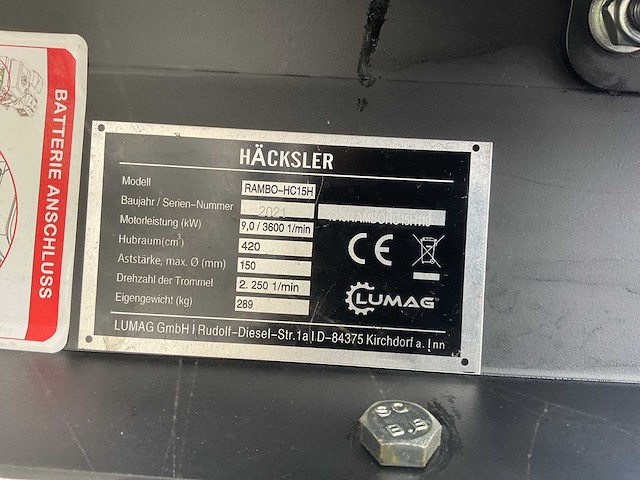 BATTERIE ANSCHLUSS
HÄCKSLER
Modell RAMBO-HC15H
Baujahr / Serien-Nummer 2021
Motorleistung (kW) 9,0 / 3600 1/min
Hubraum(cm³) 420
Aststärke, max. Ø (mm) 150
Drehzahl der Trommel 2. 250 1/min
Eigengewicht (kg) 289
CE
LUMAG
LUMAG GmbH I Rudolf-Diesel-Str.1a I D-84375 Kirchdorf a. Inn